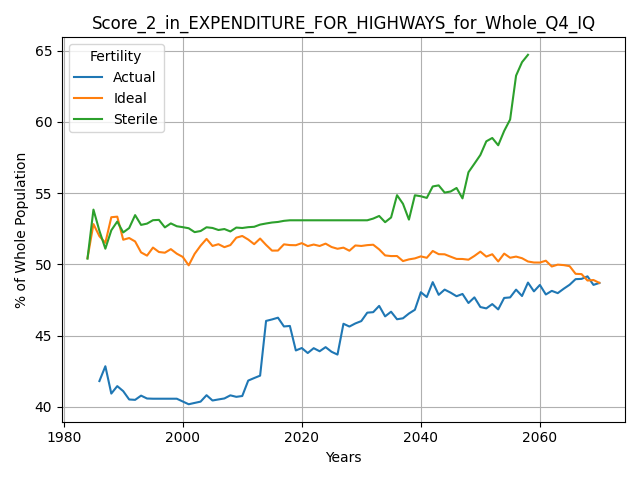 Score_2_in_EXPENDITURE_FOR_HIGHWAYS_for_Whole_Q4_IQ
% of Whole Population
65
60
55
50
45
40
Fertility
Actual
Ideal
Sterile
1980
2000
2020
2040
2060
Years